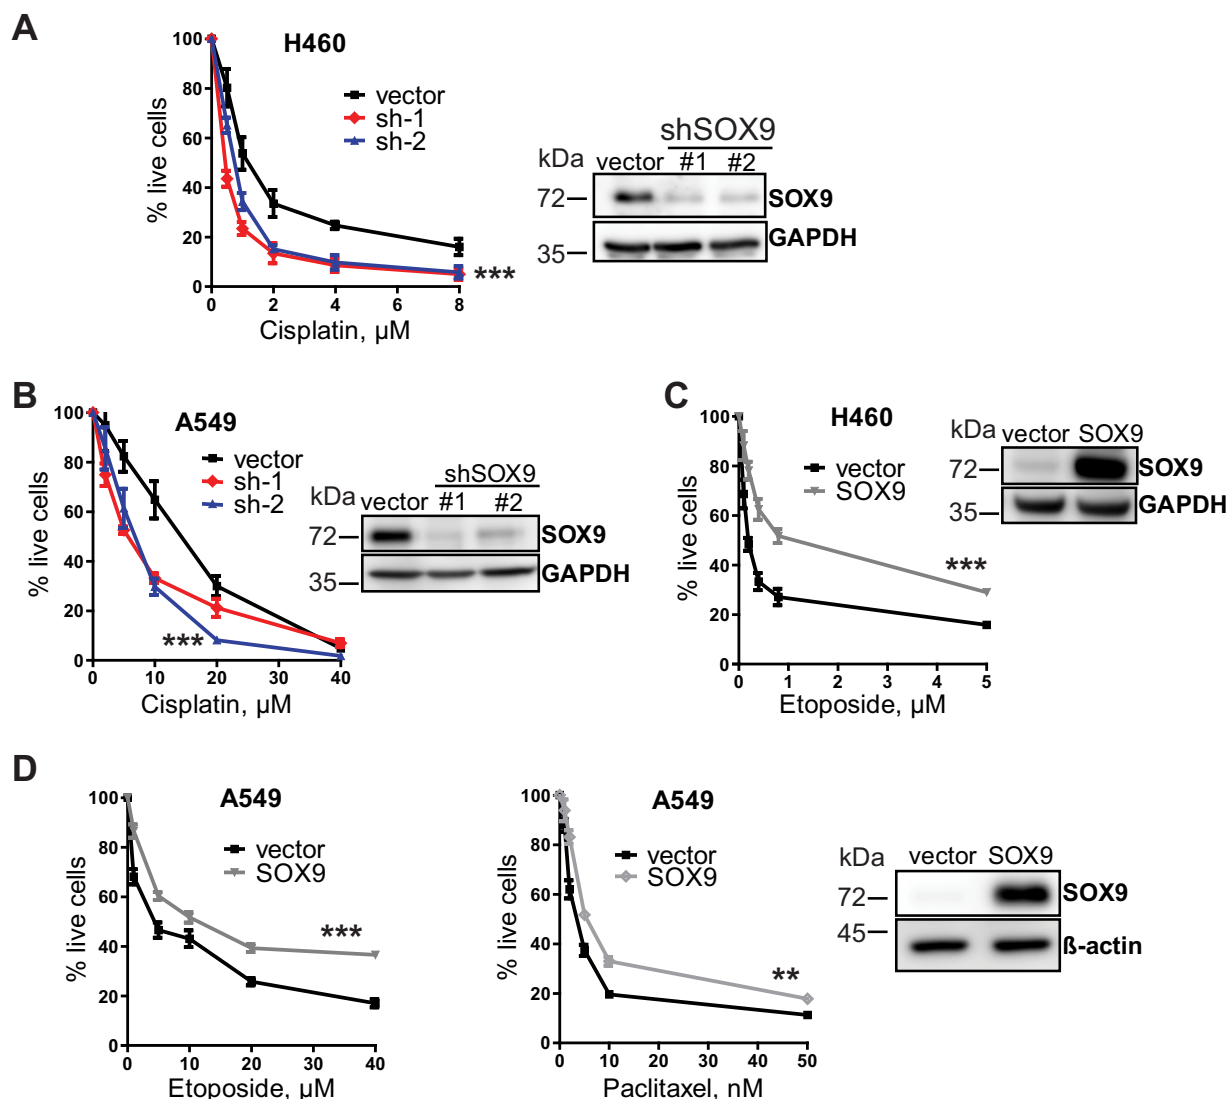 A
H460
100
80
60
40
20
0
% live cells
vector
sh-1
sh-2
0 2 4 6 8
Cisplatin, µM
***
shSOX9
kDa vector #1 #2
72 SOX9
35 GAPDH
B
A549
100
80
60
40
20
0
% live cells
vector
sh-1
sh-2
***
0 10 20 30 40
Cisplatin, µM
shSOX9
kDa vector #1 #2
72 SOX9
35 GAPDH
C
H460
100
80
60
40
20
0
% live cells
vector
SOX9
***
0 1 2 3 4 5
Etoposide, µM
kDa vector SOX9
72 SOX9
35 GAPDH
D
A549
100
80
60
40
20
0
% live cells
vector
SOX9
***
0 10 20 30 40
Etoposide, µM
A549
100
80
60
40
20
0
% live cells
vector
SOX9
**
0 10 20 30 40 50
Paclitaxel, nM
kDa vector SOX9
72 SOX9
45 ß-actin